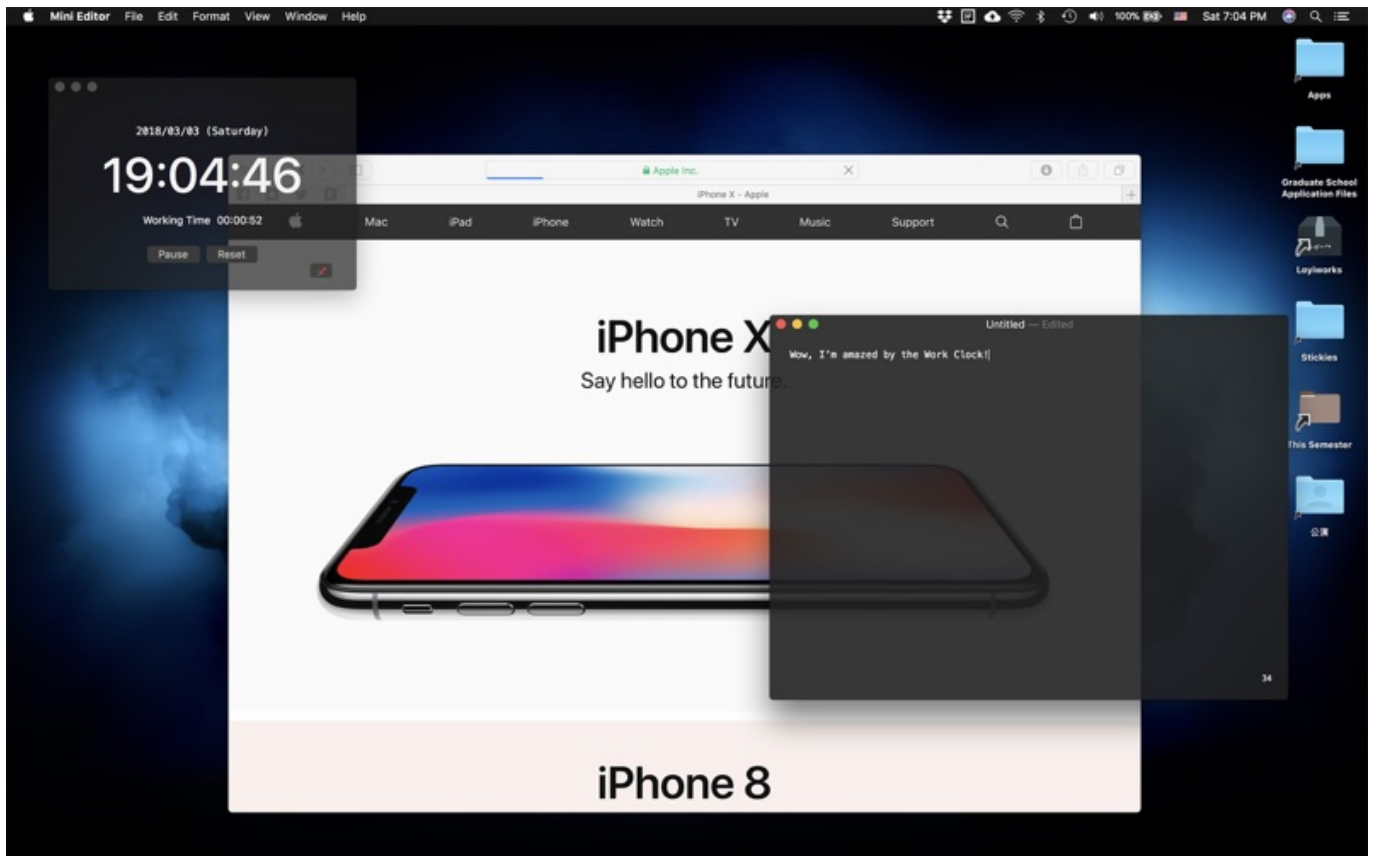 Mini Editor File Edit Format View Window Help 100% Sat 7:04 PM
2018/03/03 (Saturday)
19:04:46
Working Time 00:00:52
Pause Reset
Apple Inc.
iPhone X - Apple
Mac iPad iPhone Watch TV Music Support
iPhone X
Say hello to the future.
iPhone 8
Untitled — Edited
Wow, I'm amazed by the Work Clock!
34
Apps
Graduate School
Application Files
Loyiworks
Stickies
This Semester